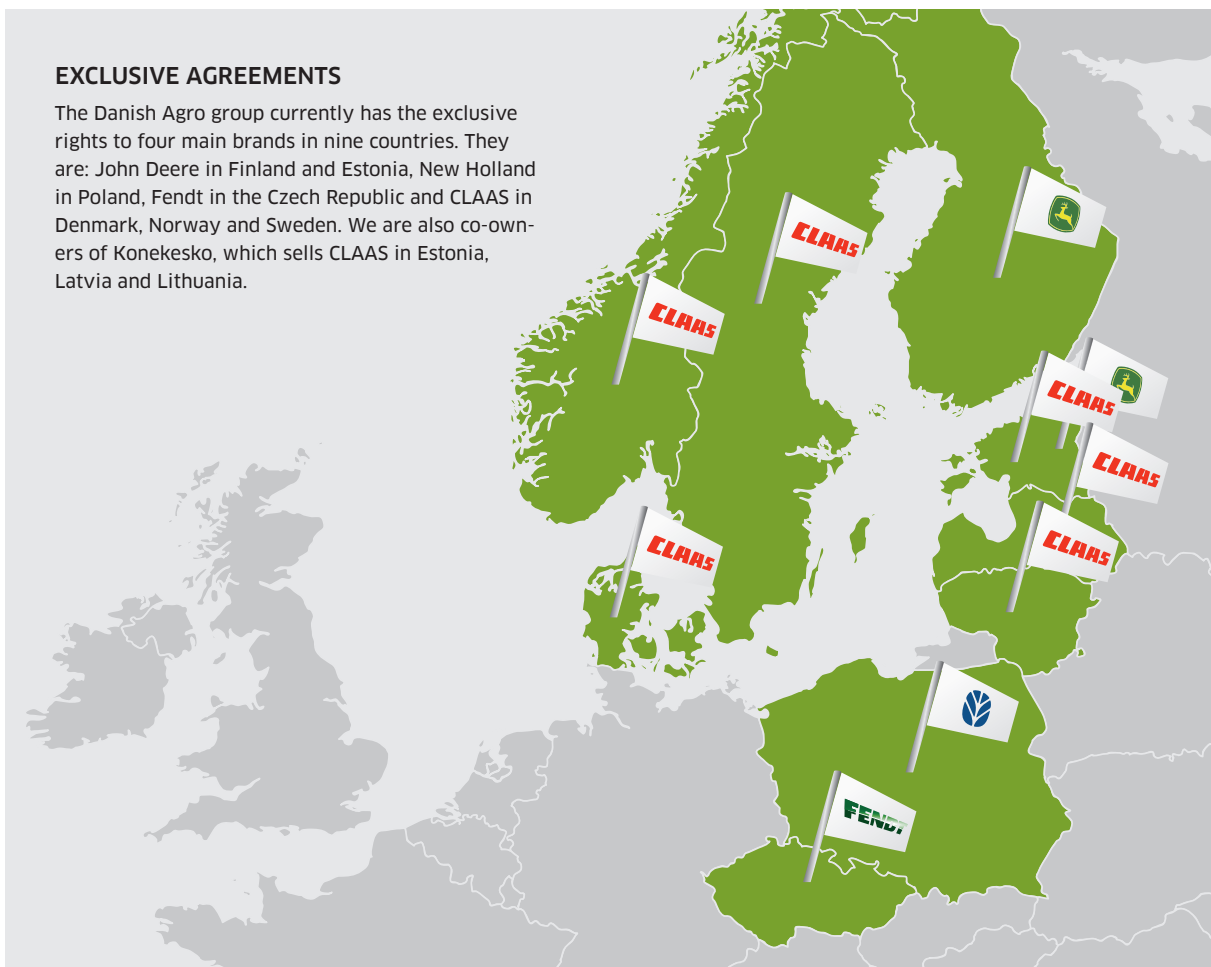 EXCLUSIVE AGREEMENTS
The Danish Agro group currently has the exclusive
rights to four main brands in nine countries. They
are: John Deere in Finland and Estonia, New Holland
in Poland, Fendt in the Czech Republic and CLAAS in
Denmark, Norway and Sweden. We are also co-own-
ers of Konekesko, which sells CLAAS in Estonia,
Latvia and Lithuania.
CLAAS
CLAAS
CLAAS
CLAAS
CLAAS
CLAAS
FENDT